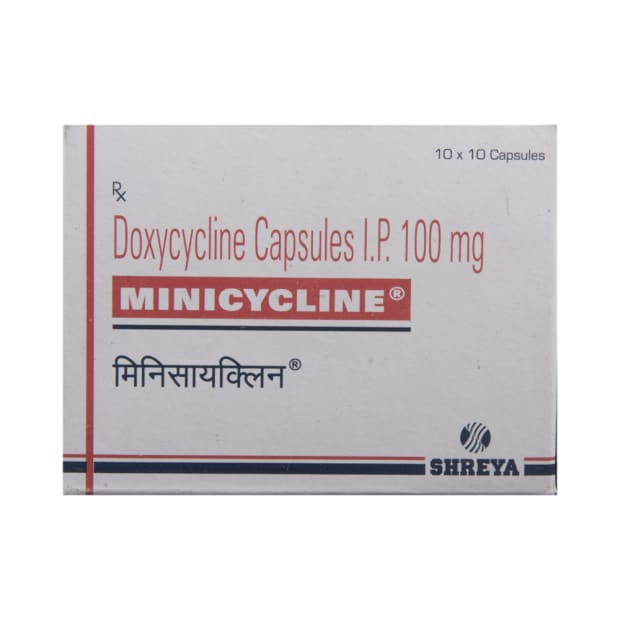 10 x 10 Capsules
Rx
Doxycycline Capsules I.P. 100 mg
MINICYCLINE®
मिनिसायक्लिन®
SHREYA